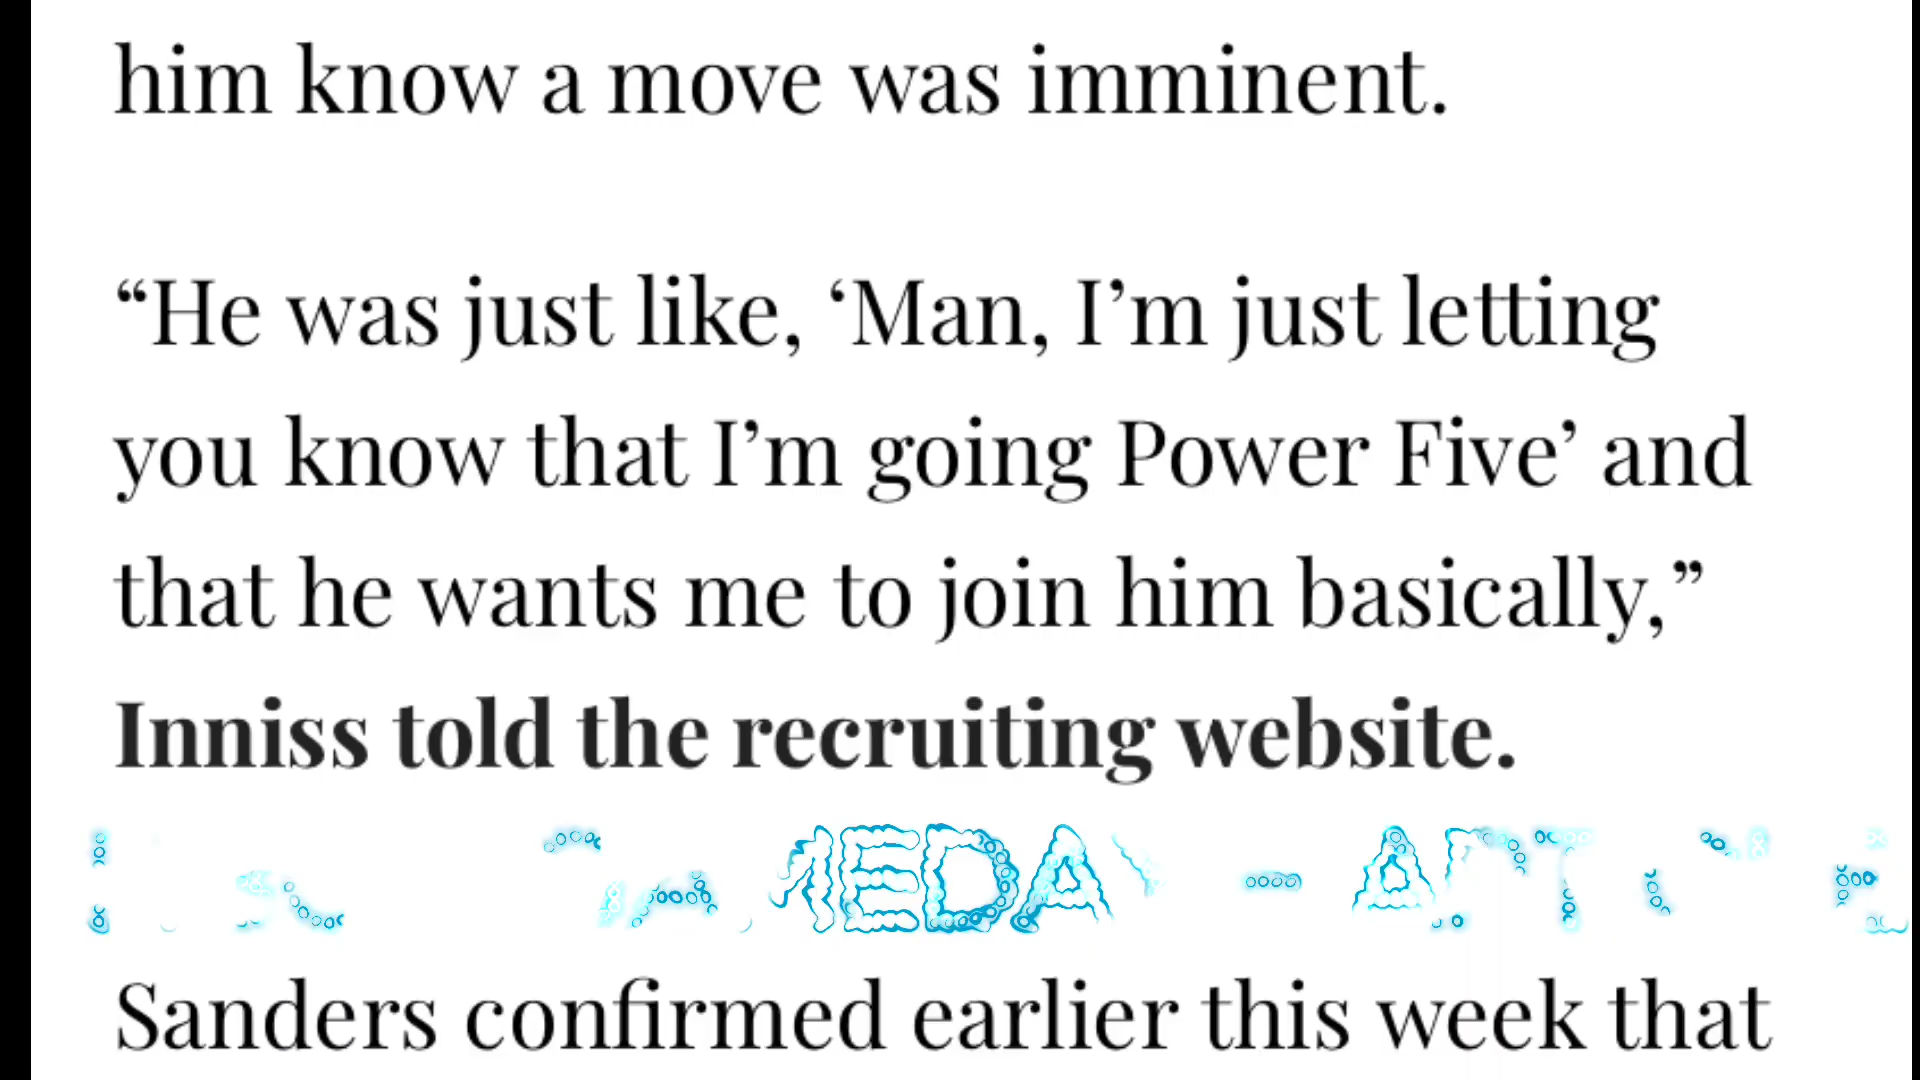 him know a move was imminent.
“He was just like, ‘Man, I’m just letting
you know that I’m going Power Five’ and
that he wants me to join him basically,”
Inniss told the recruiting website.
Sanders confirmed earlier this week that